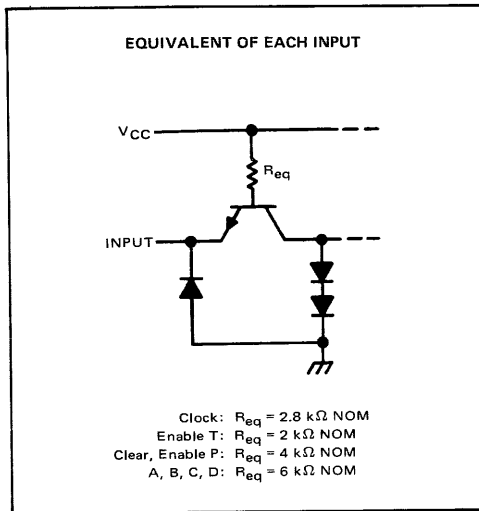 EQUIVALENT OF EACH INPUT
VCC
Req
INPUT
Clock: Req = 2.8 kΩ NOM
Enable T: Req = 2 kΩ NOM
Clear, Enable P: Req = 4 kΩ NOM
A, B, C, D: Req = 6 kΩ NOM